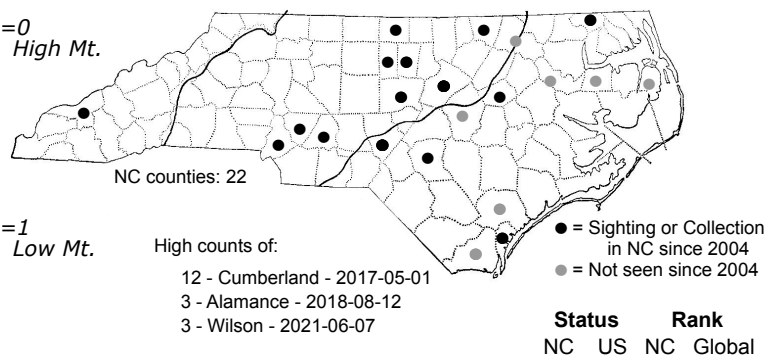 =0
High Mt.
NC counties: 22
=1
Low Mt.
High counts of:
12 - Cumberland - 2017-05-01
3 - Alamance - 2018-08-12
3 - Wilson - 2021-06-07
= Sighting or Collection
in NC since 2004
= Not seen since 2004
Status Rank
NC US NC Global